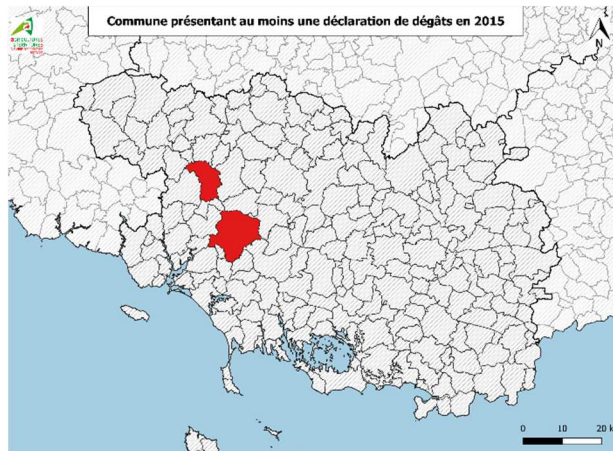 Commune présentant au moins une déclaration de dégâts en 2015
N
0 10 20 k